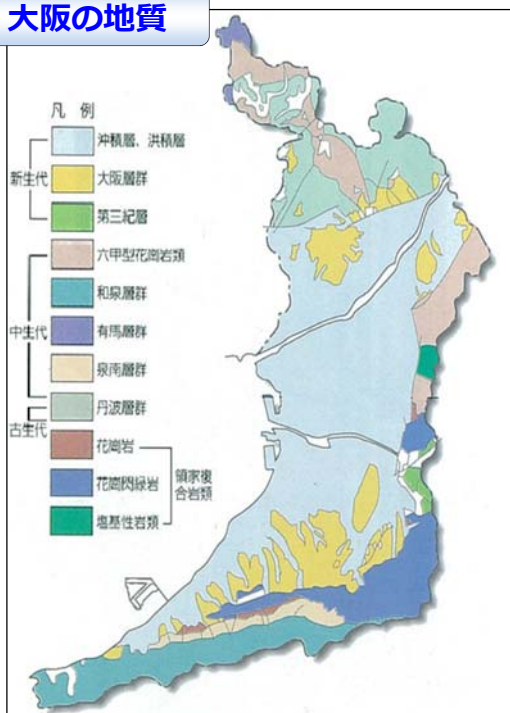 大阪の地質
凡 例
新生代
沖積層、洪積層
大阪層群
第三紀層
中生代
六甲型花崗岩類
和泉層群
有馬層群
泉南層群
古生代
丹波層群
花崗岩
花崗閃緑岩
塩基性岩類
領家複
合岩類